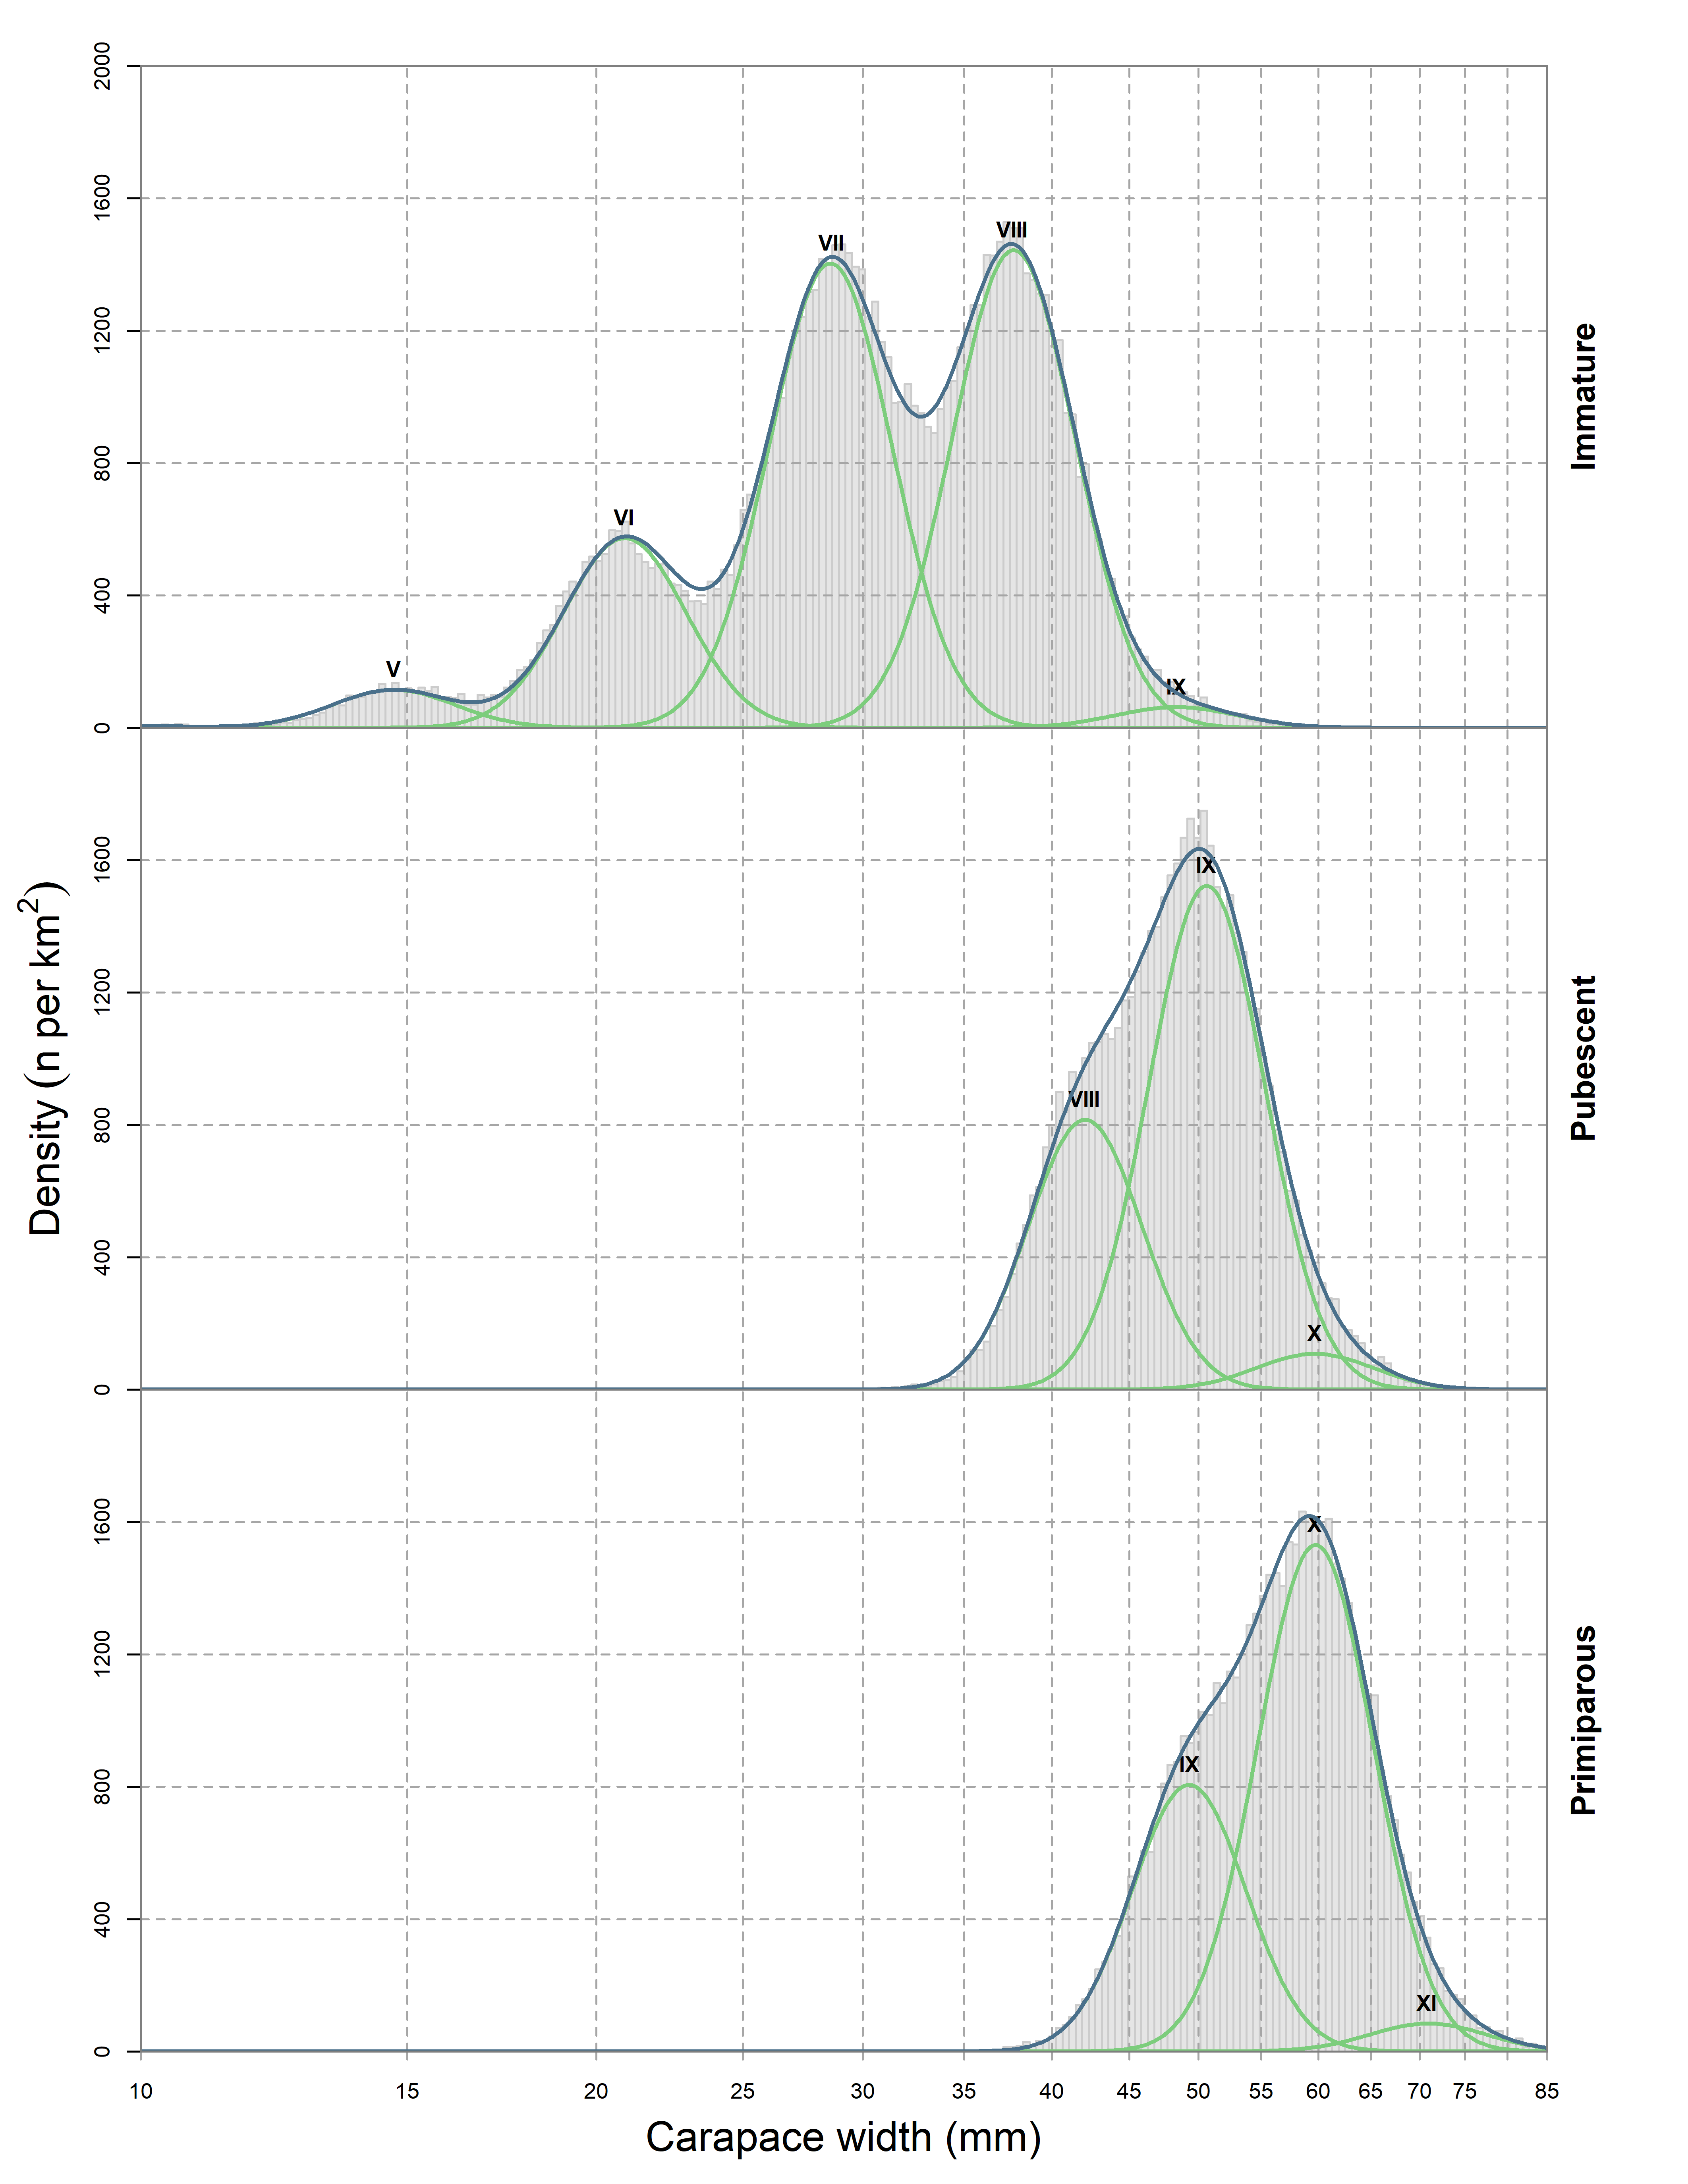 2000
1600
1200
800
400
0
VII
VIII
VI
V
IX
Immature
1600
1200
800
400
0
IX
VIII
X
Pubescent
Density (n per km²)
1600
1200
800
400
0
X
IX
XI
Primiparous
10 15 20 25 30 35 40 45 50 55 60 65 70 75 85
Carapace width (mm)